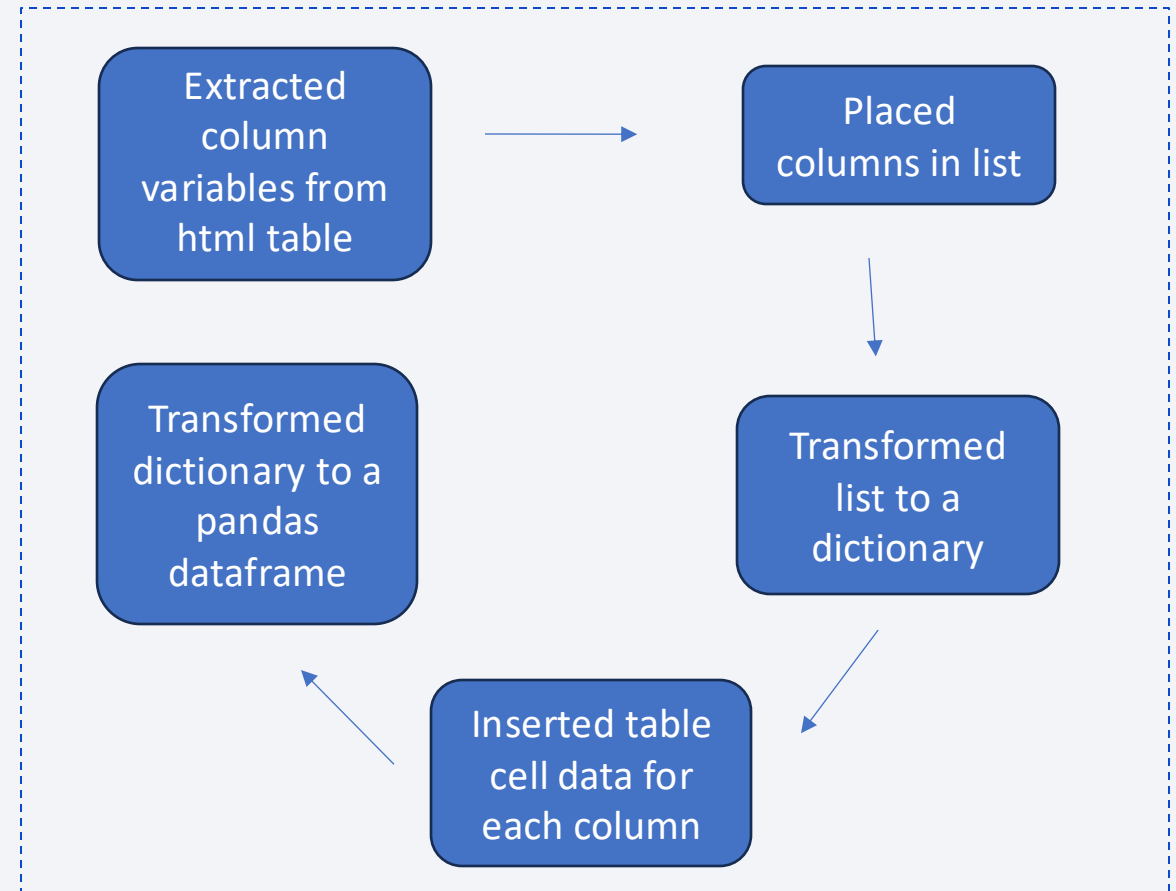 Extracted
column
variables from
html table
Placed
columns in list
Transformed
list to a
dictionary
Inserted table
cell data for
each column
Transformed
dictionary to a
pandas
dataframe